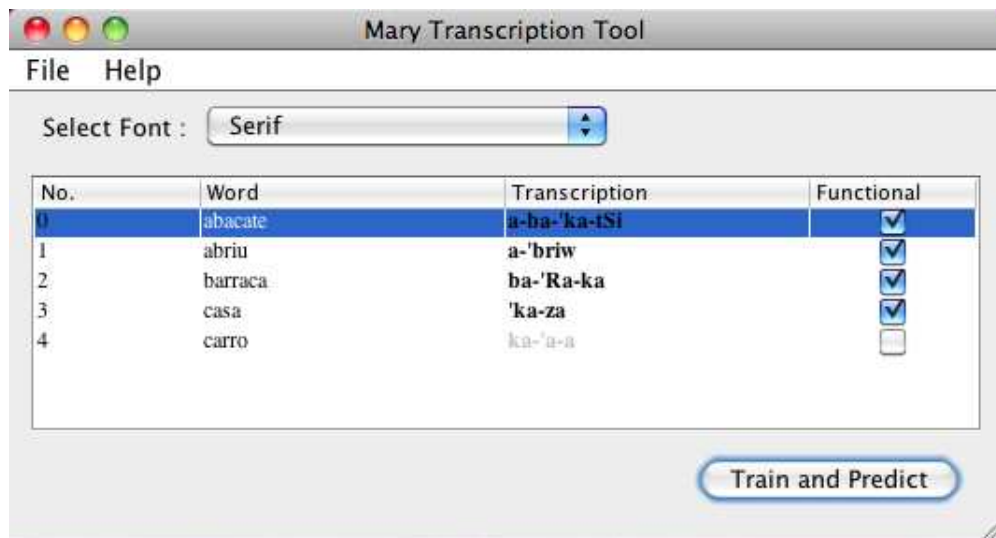 Mary Transcription Tool
File Help
Select Font : Serif
No. Word Transcription Functional
0 abacate a-ba-'ka-tSi
1 abriu a-'briw
2 barraca ba-'Ra-ka
3 casa 'ka-za
4 carro ka-'a-a
Train and Predict